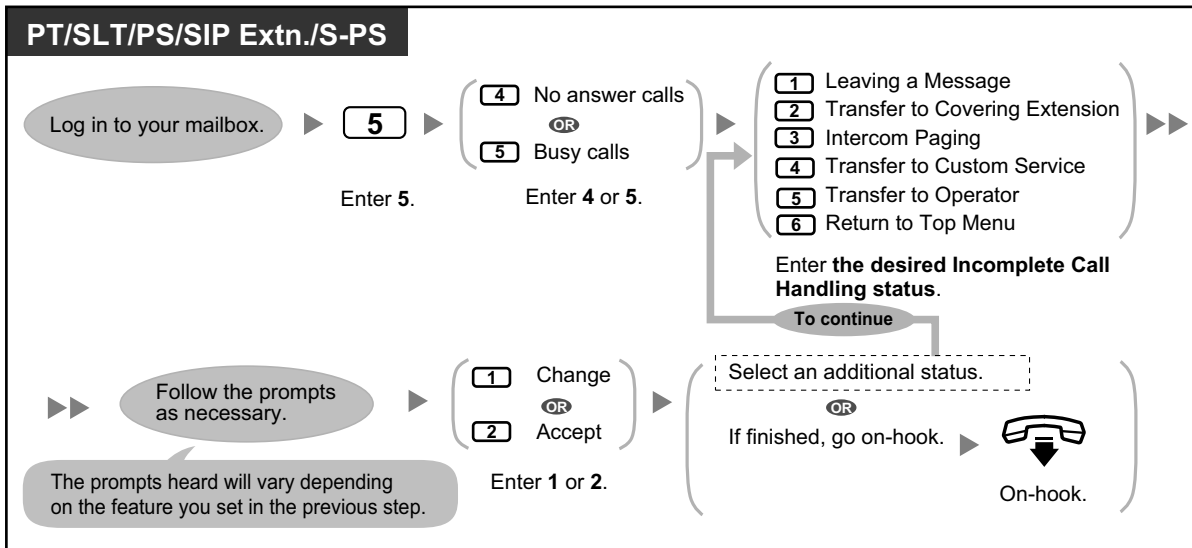 PT/SLT/PS/SIP Extn./S-PS
Log in to your mailbox.
5
Enter 5.
4 No answer calls
OR
5 Busy calls
Enter 4 or 5.
1 Leaving a Message
2 Transfer to Covering Extension
3 Intercom Paging
4 Transfer to Custom Service
5 Transfer to Operator
6 Return to Top Menu
Enter the desired Incomplete Call
Handling status.
To continue
Follow the prompts
as necessary.
The prompts heard will vary depending
on the feature you set in the previous step.
1 Change
OR
2 Accept
Enter 1 or 2.
Select an additional status.
OR
If finished, go on-hook.
On-hook.